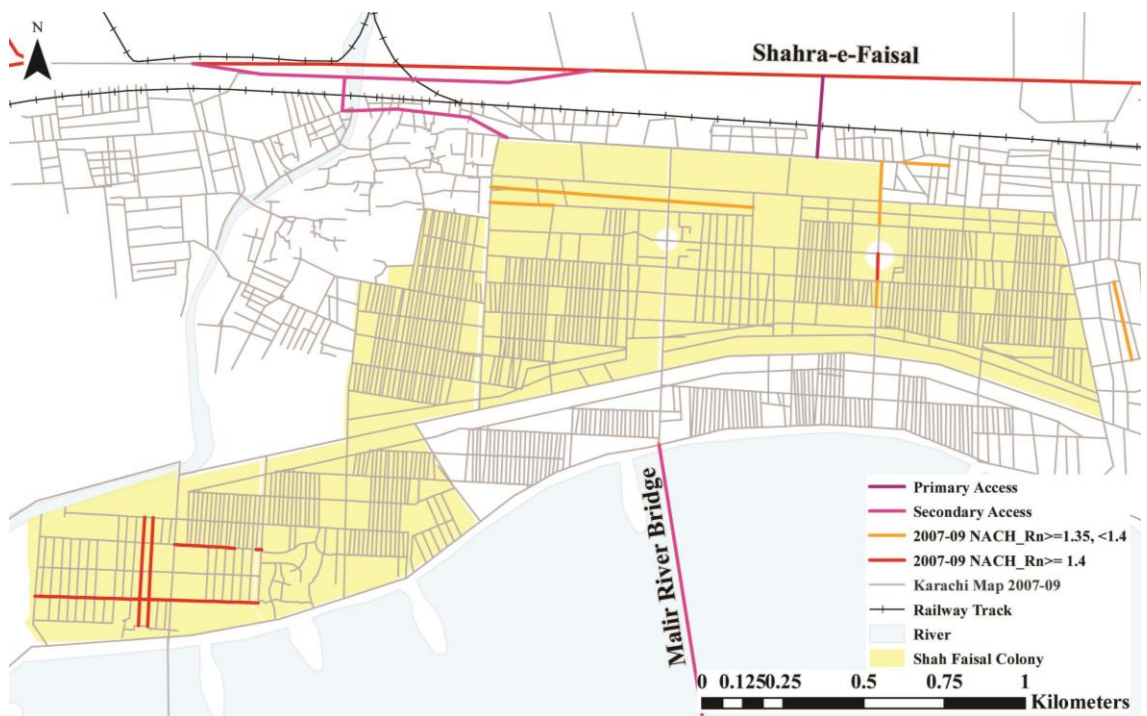 N
Shahra-e-Faisal
Malir River Bridge
Primary Access
Secondary Access
2007-09 NACH_Rn>=1.35, <1.4
2007-09 NACH_Rn>= 1.4
Karachi Map 2007-09
Railway Track
River
Shah Faisal Colony
0 0.125 0.25 0.5 0.75 1
Kilometers